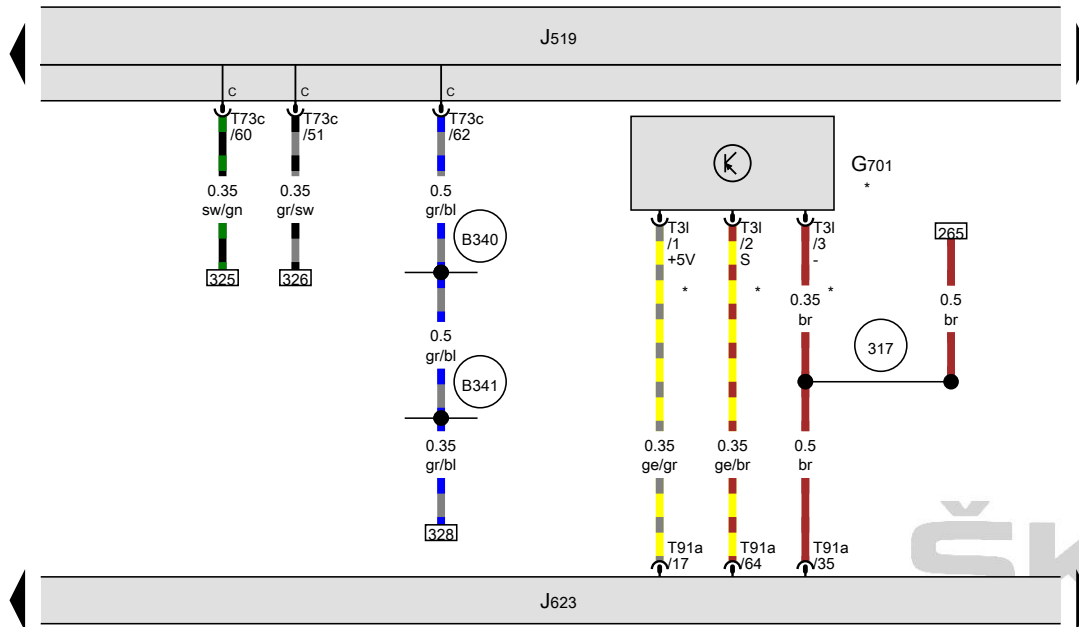 J519
C
C
C
T73c
/60
T73c
/51
T73c
/62
G701
*
0.35
sw/gn
0.35
gr/sw
0.5
gr/bl
B340
T3l
/1
+5V
*
T3l
/2
S
*
T3l
/3
-
*
265
325
326
0.35
br
0.5
br
0.5
gr/bl
317
B341
0.35
gr/bl
0.35
ge/gr
0.35
ge/br
0.5
br
328
T91a
/17
T91a
/64
T91a
/35
J623